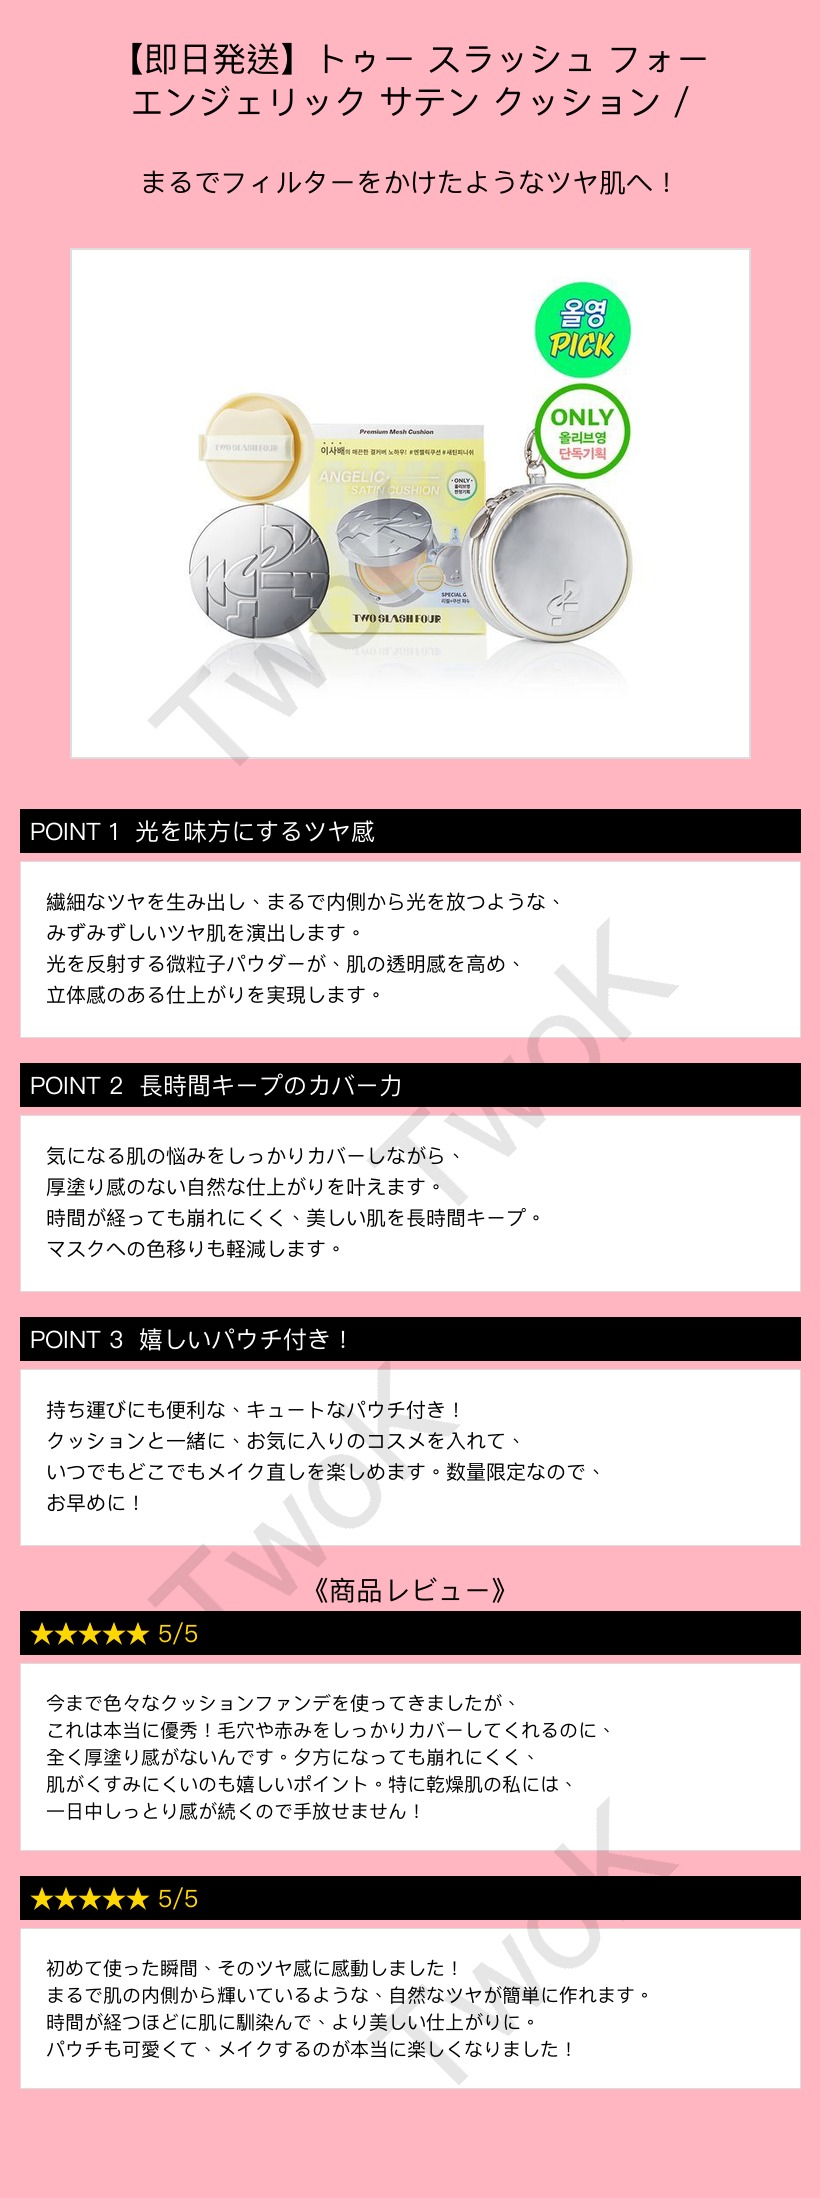 【即日発送】トゥー スラッシュ フォー
エンジェリック サテン クッション /
まるでフィルターをかけたようなツヤ肌へ！
올영
PICK
ONLY
올리브영
단독기획
TWO SLASH FOUR
Premium Mesh Cushion
이사배의 매끈한 결커버 노하우! #엔젤릭쿠션 #새틴피니쉬
ANGELIC
SATIN CUSHION
ONLY
올리브영
한정기획
SPECIAL G
TWO SLASH FOUR
TwoK
POINT 1 光を味方にするツヤ感
繊細なツヤを生み出し、まるで内側から光を放つような、
みずみずしいツヤ肌を演出します。
光を反射する微粒子パウダーが、肌の透明感を高め、
立体感のある仕上がりを実現します。
TwoK
POINT 2 長時間キープのカバー力
気になる肌の悩みをしっかりカバーしながら、
厚塗り感のない自然な仕上がりを叶えます。
時間が経っても崩れにくく、美しい肌を長時間キープ。
マスクへの色移りも軽減します。
POINT 3 嬉しいパウチ付き！
持ち運びにも便利な、キュートなパウチ付き！
クッションと一緒に、お気に入りのコスメを入れて、
いつでもどこでもメイク直しを楽しめます。数量限定なので、
お早めに！
TwoK
《商品レビュー》
★★★★★ 5/5
今まで色々なクッションファンデを使ってきましたが、
これは本当に優秀！毛穴や赤みをしっかりカバーしてくれるのに、
全く厚塗り感がないんです。夕方になっても崩れにくく、
肌がくすみにくいのも嬉しいポイント。特に乾燥肌の私には、
一日中しっとり感が続くので手放せません！
★★★★★ 5/5
初めて使った瞬間、そのツヤ感に感動しました！
まるで肌の内側から輝いているような、自然なツヤが簡単に作れます。
時間が経つほどに肌に馴染んで、より美しい仕上がりに。
パウチも可愛くて、メイクするのが本当に楽しくなりました！
TwoK